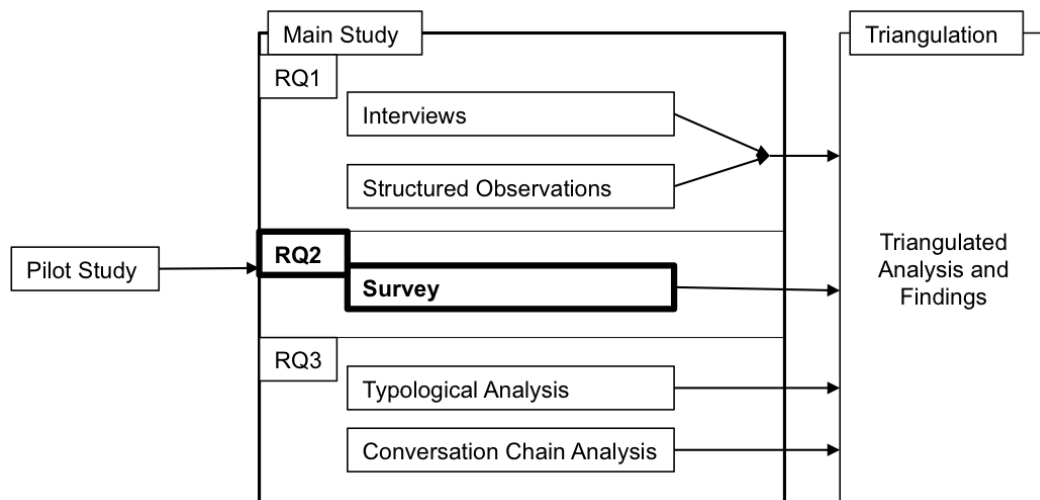 Main Study
Triangulation
RQ1
Interviews
Structured Observations
RQ2
Pilot Study
Survey
Triangulated
Analysis and
Findings
RQ3
Typological Analysis
Conversation Chain Analysis